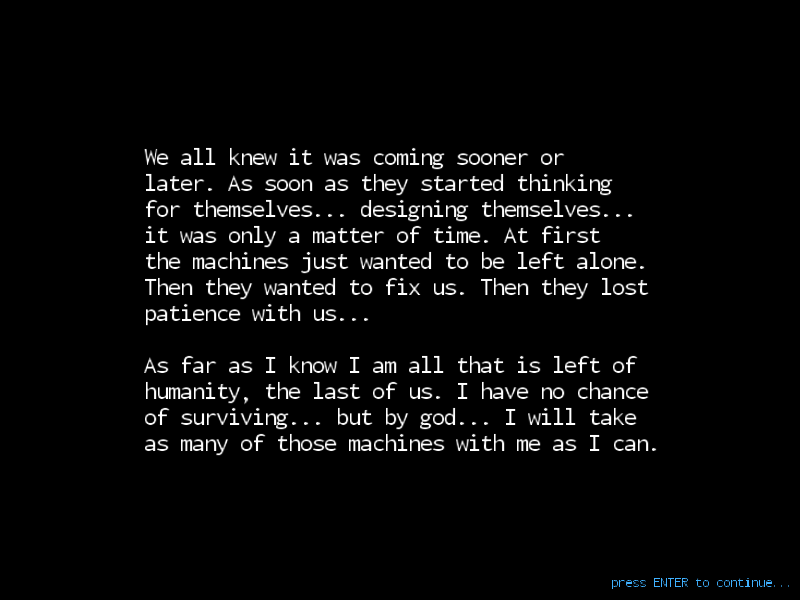 We all knew it was coming sooner or
later. As soon as they started thinking
for themselves... designing themselves...
it was only a matter of time. At first
the machines just wanted to be left alone.
Then they wanted to fix us. Then they lost
patience with us...
As far as I know I am all that is left of
humanity, the last of us. I have no chance
of surviving... but by god... I will take
as many of those machines with me as I can.
press ENTER to continue...